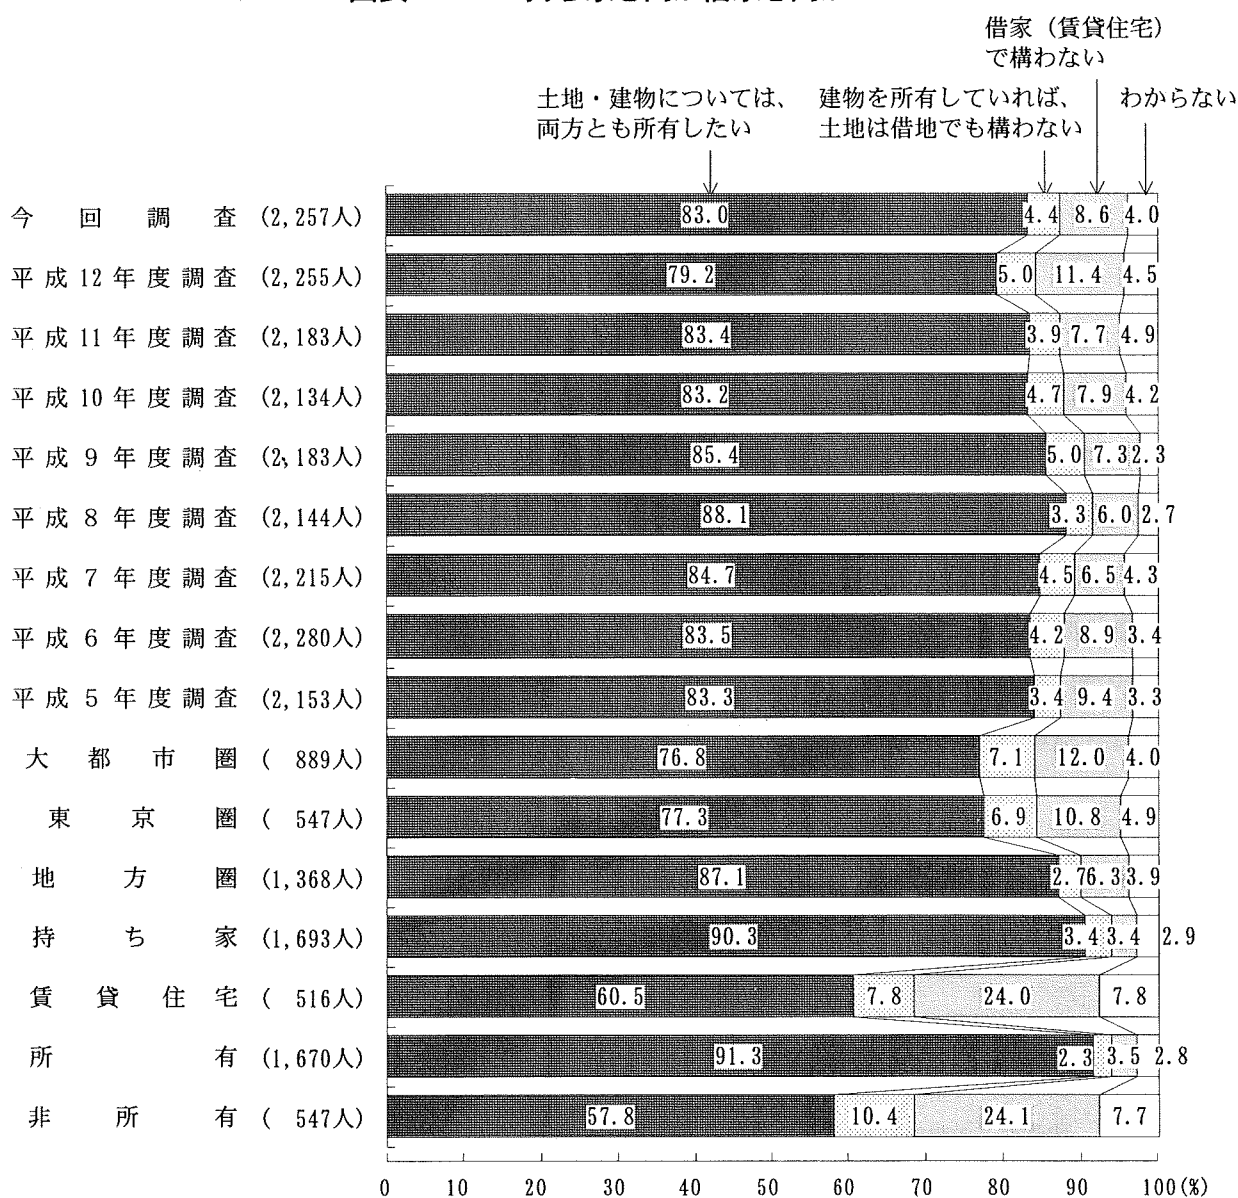 借家（賃貸住宅）
で構わない
土地・建物については、
両方とも所有したい
建物を所有していれば、
土地は借地でも構わない
わからない
今回調査 (2,257人) 83.0 4.4 8.6 4.0
平成12年度調査 (2,255人) 79.2 5.0 11.4 4.5
平成11年度調査 (2,183人) 83.4 3.9 7.7 4.9
平成10年度調査 (2,134人) 83.2 4.7 7.9 4.2
平成9年度調査 (2,183人) 85.4 5.0 7.3 2.3
平成8年度調査 (2,144人) 88.1 3.3 6.0 2.7
平成7年度調査 (2,215人) 84.7 4.5 6.5 4.3
平成6年度調査 (2,280人) 83.5 4.2 8.9 3.4
平成5年度調査 (2,153人) 83.3 3.4 9.4 3.3
大都市圏 ( 889人) 76.8 7.1 12.0 4.0
東京圏 ( 547人) 77.3 6.9 10.8 4.9
地方圏 (1,368人) 87.1 2.7 6.3 3.9
持ち家 (1,693人) 90.3 3.4 3.4 2.9
賃貸住宅 ( 516人) 60.5 7.8 24.0 7.8
所有 (1,670人) 91.3 2.3 3.5 2.8
非所有 ( 547人) 57.8 10.4 24.1 7.7
0 10 20 30 40 50 60 70 80 90 100(%)